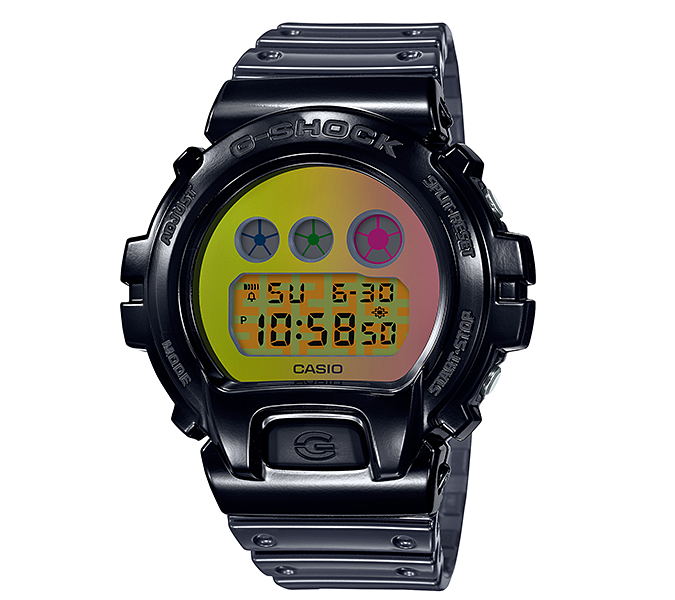 G-SHOCK
ADJUST
SPLIT·RESET
SU 6-30
P 10:58 50
CASIO
MODE
START·STOP
G